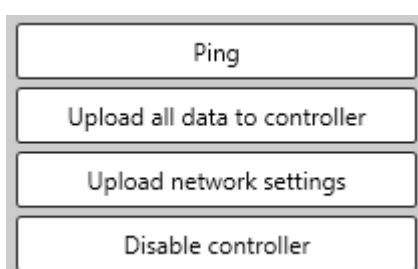 Ping
Upload all data to controller
Upload network settings
Disable controller